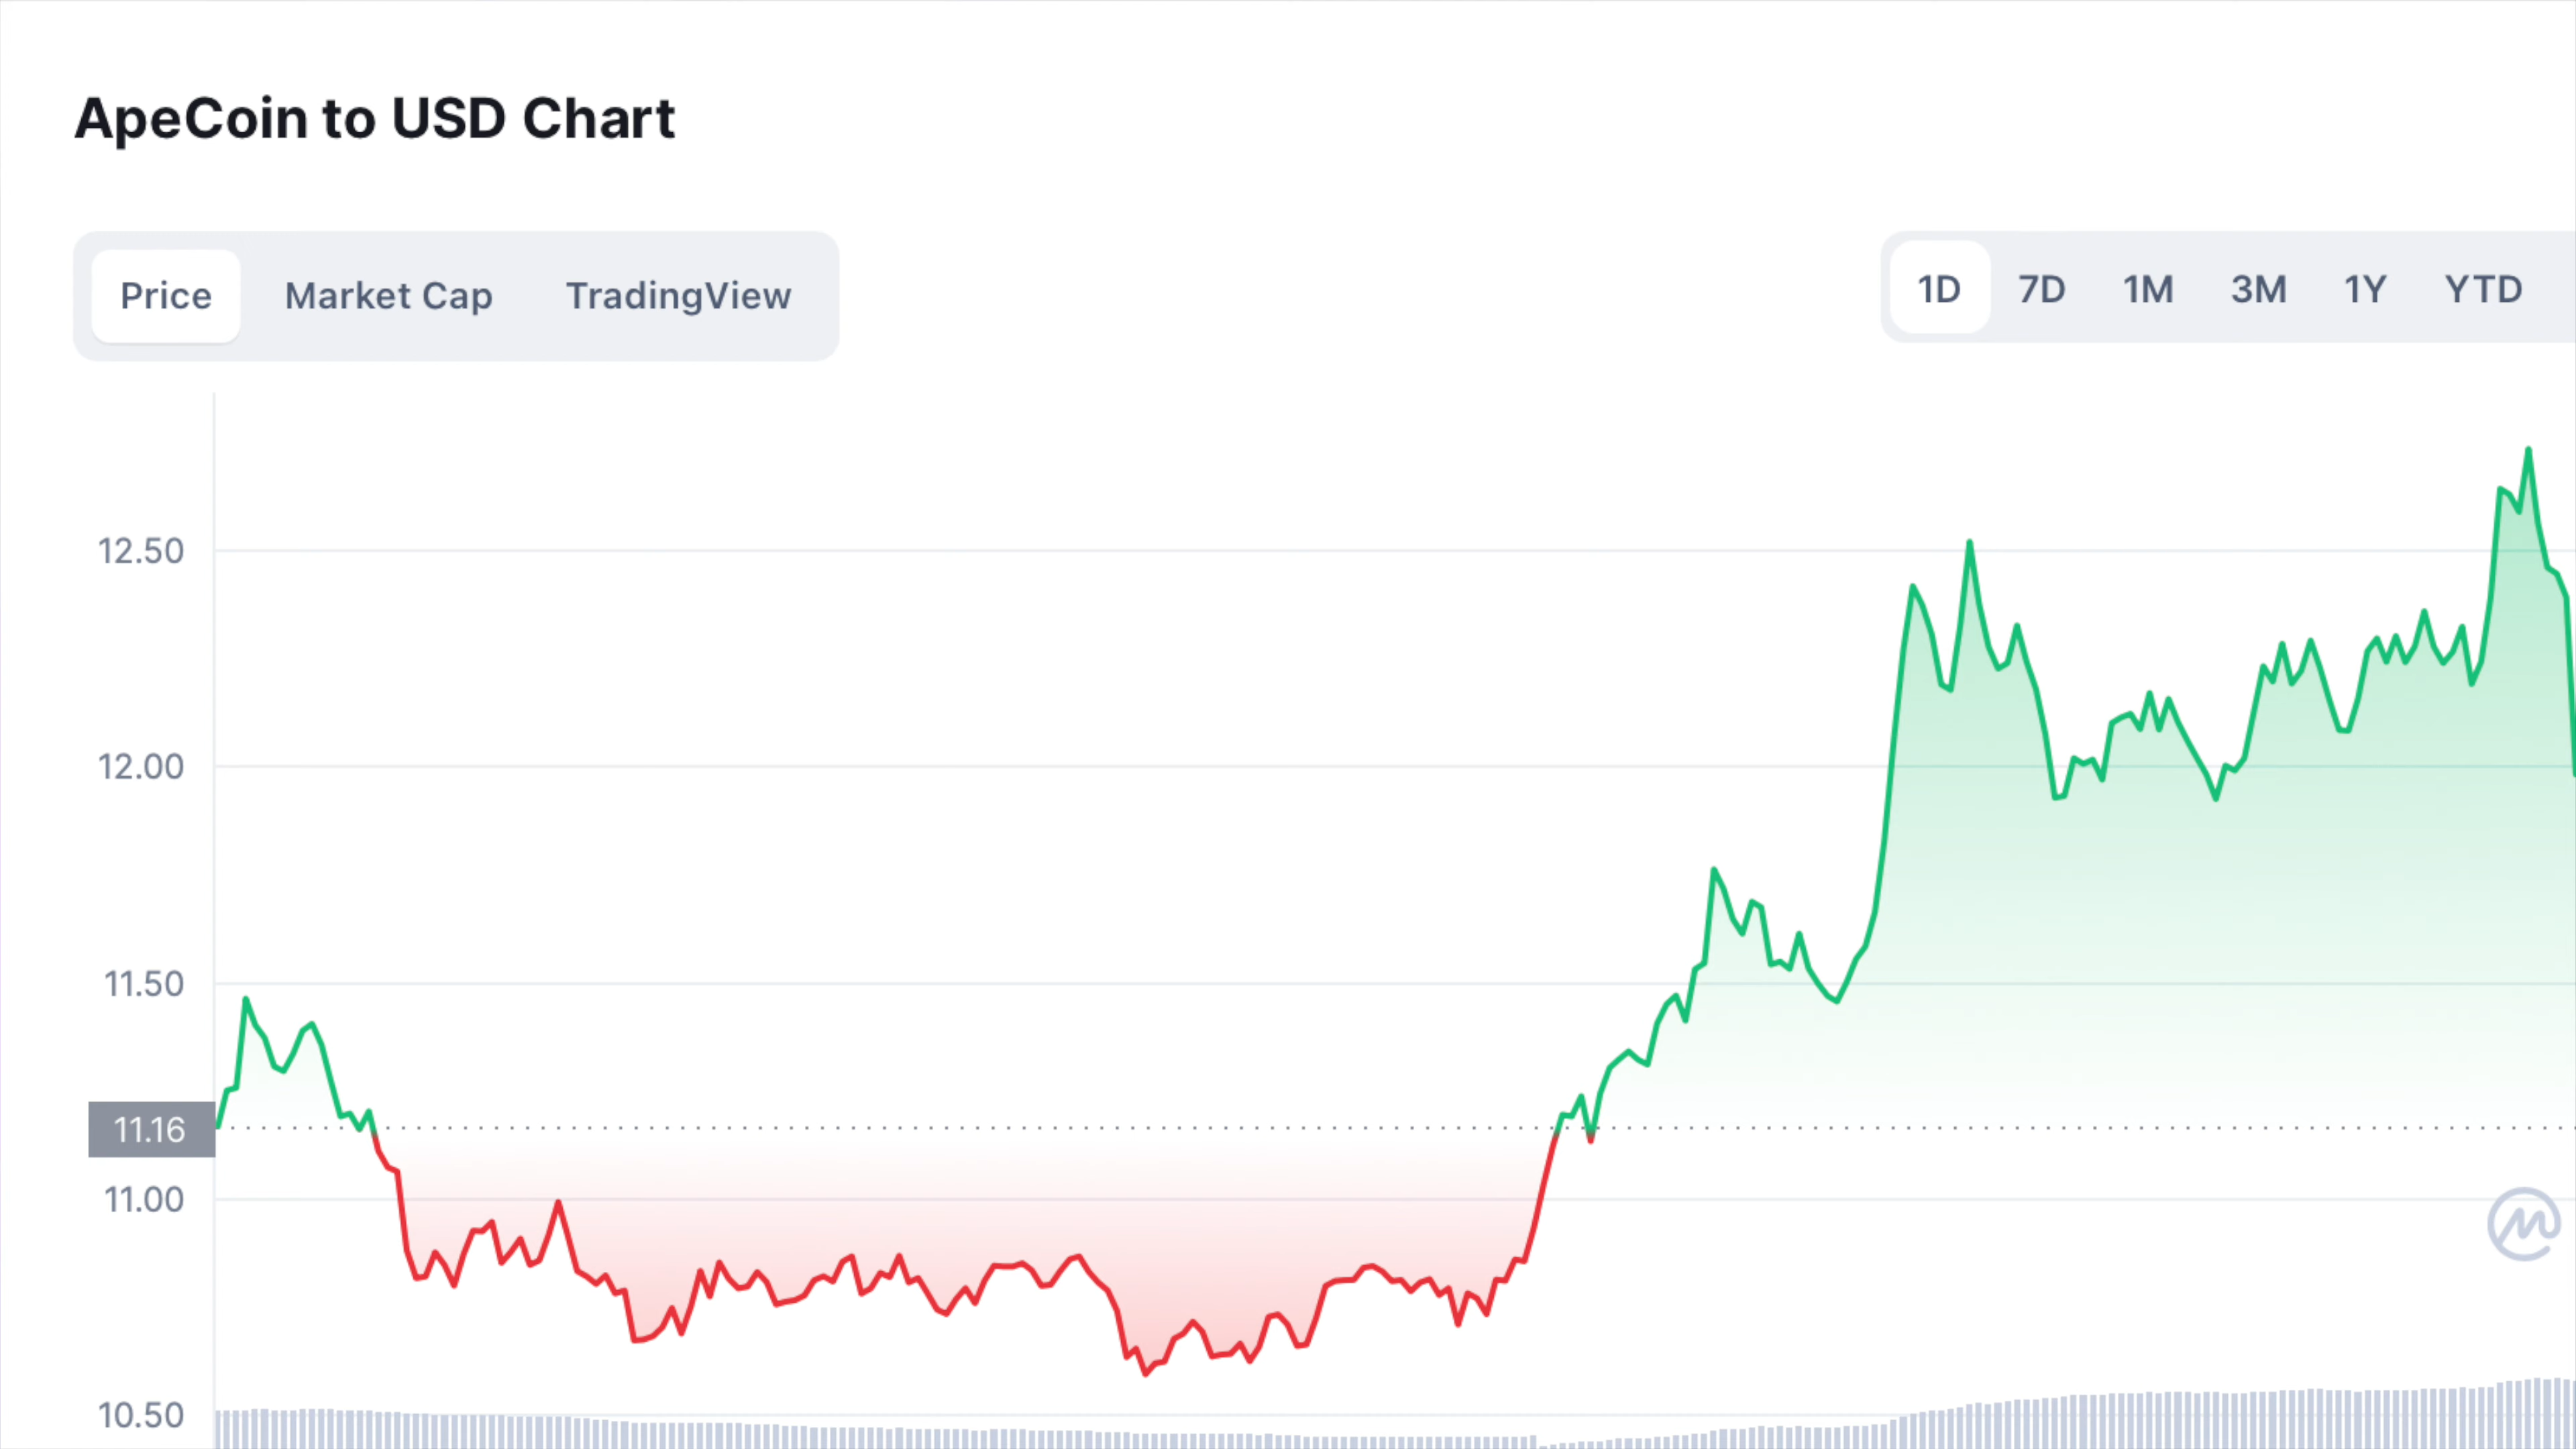 ApeCoin to USD Chart
Price Market Cap TradingView
1D 7D 1M 3M 1Y YTD
12.50
12.00
11.50
11.16
11.00
10.50